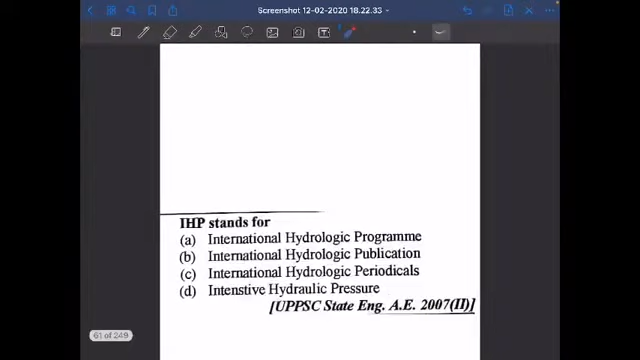 Screenshot 12-02-2020 18.22.33
IHP stands for
(a) International Hydrologic Programme
(b) International Hydrologic Publication
(c) International Hydrologic Periodicals
(d) Intenstive Hydraulic Pressure
[UPPSC State Eng. A.E. 2007(II)]
61 of 249